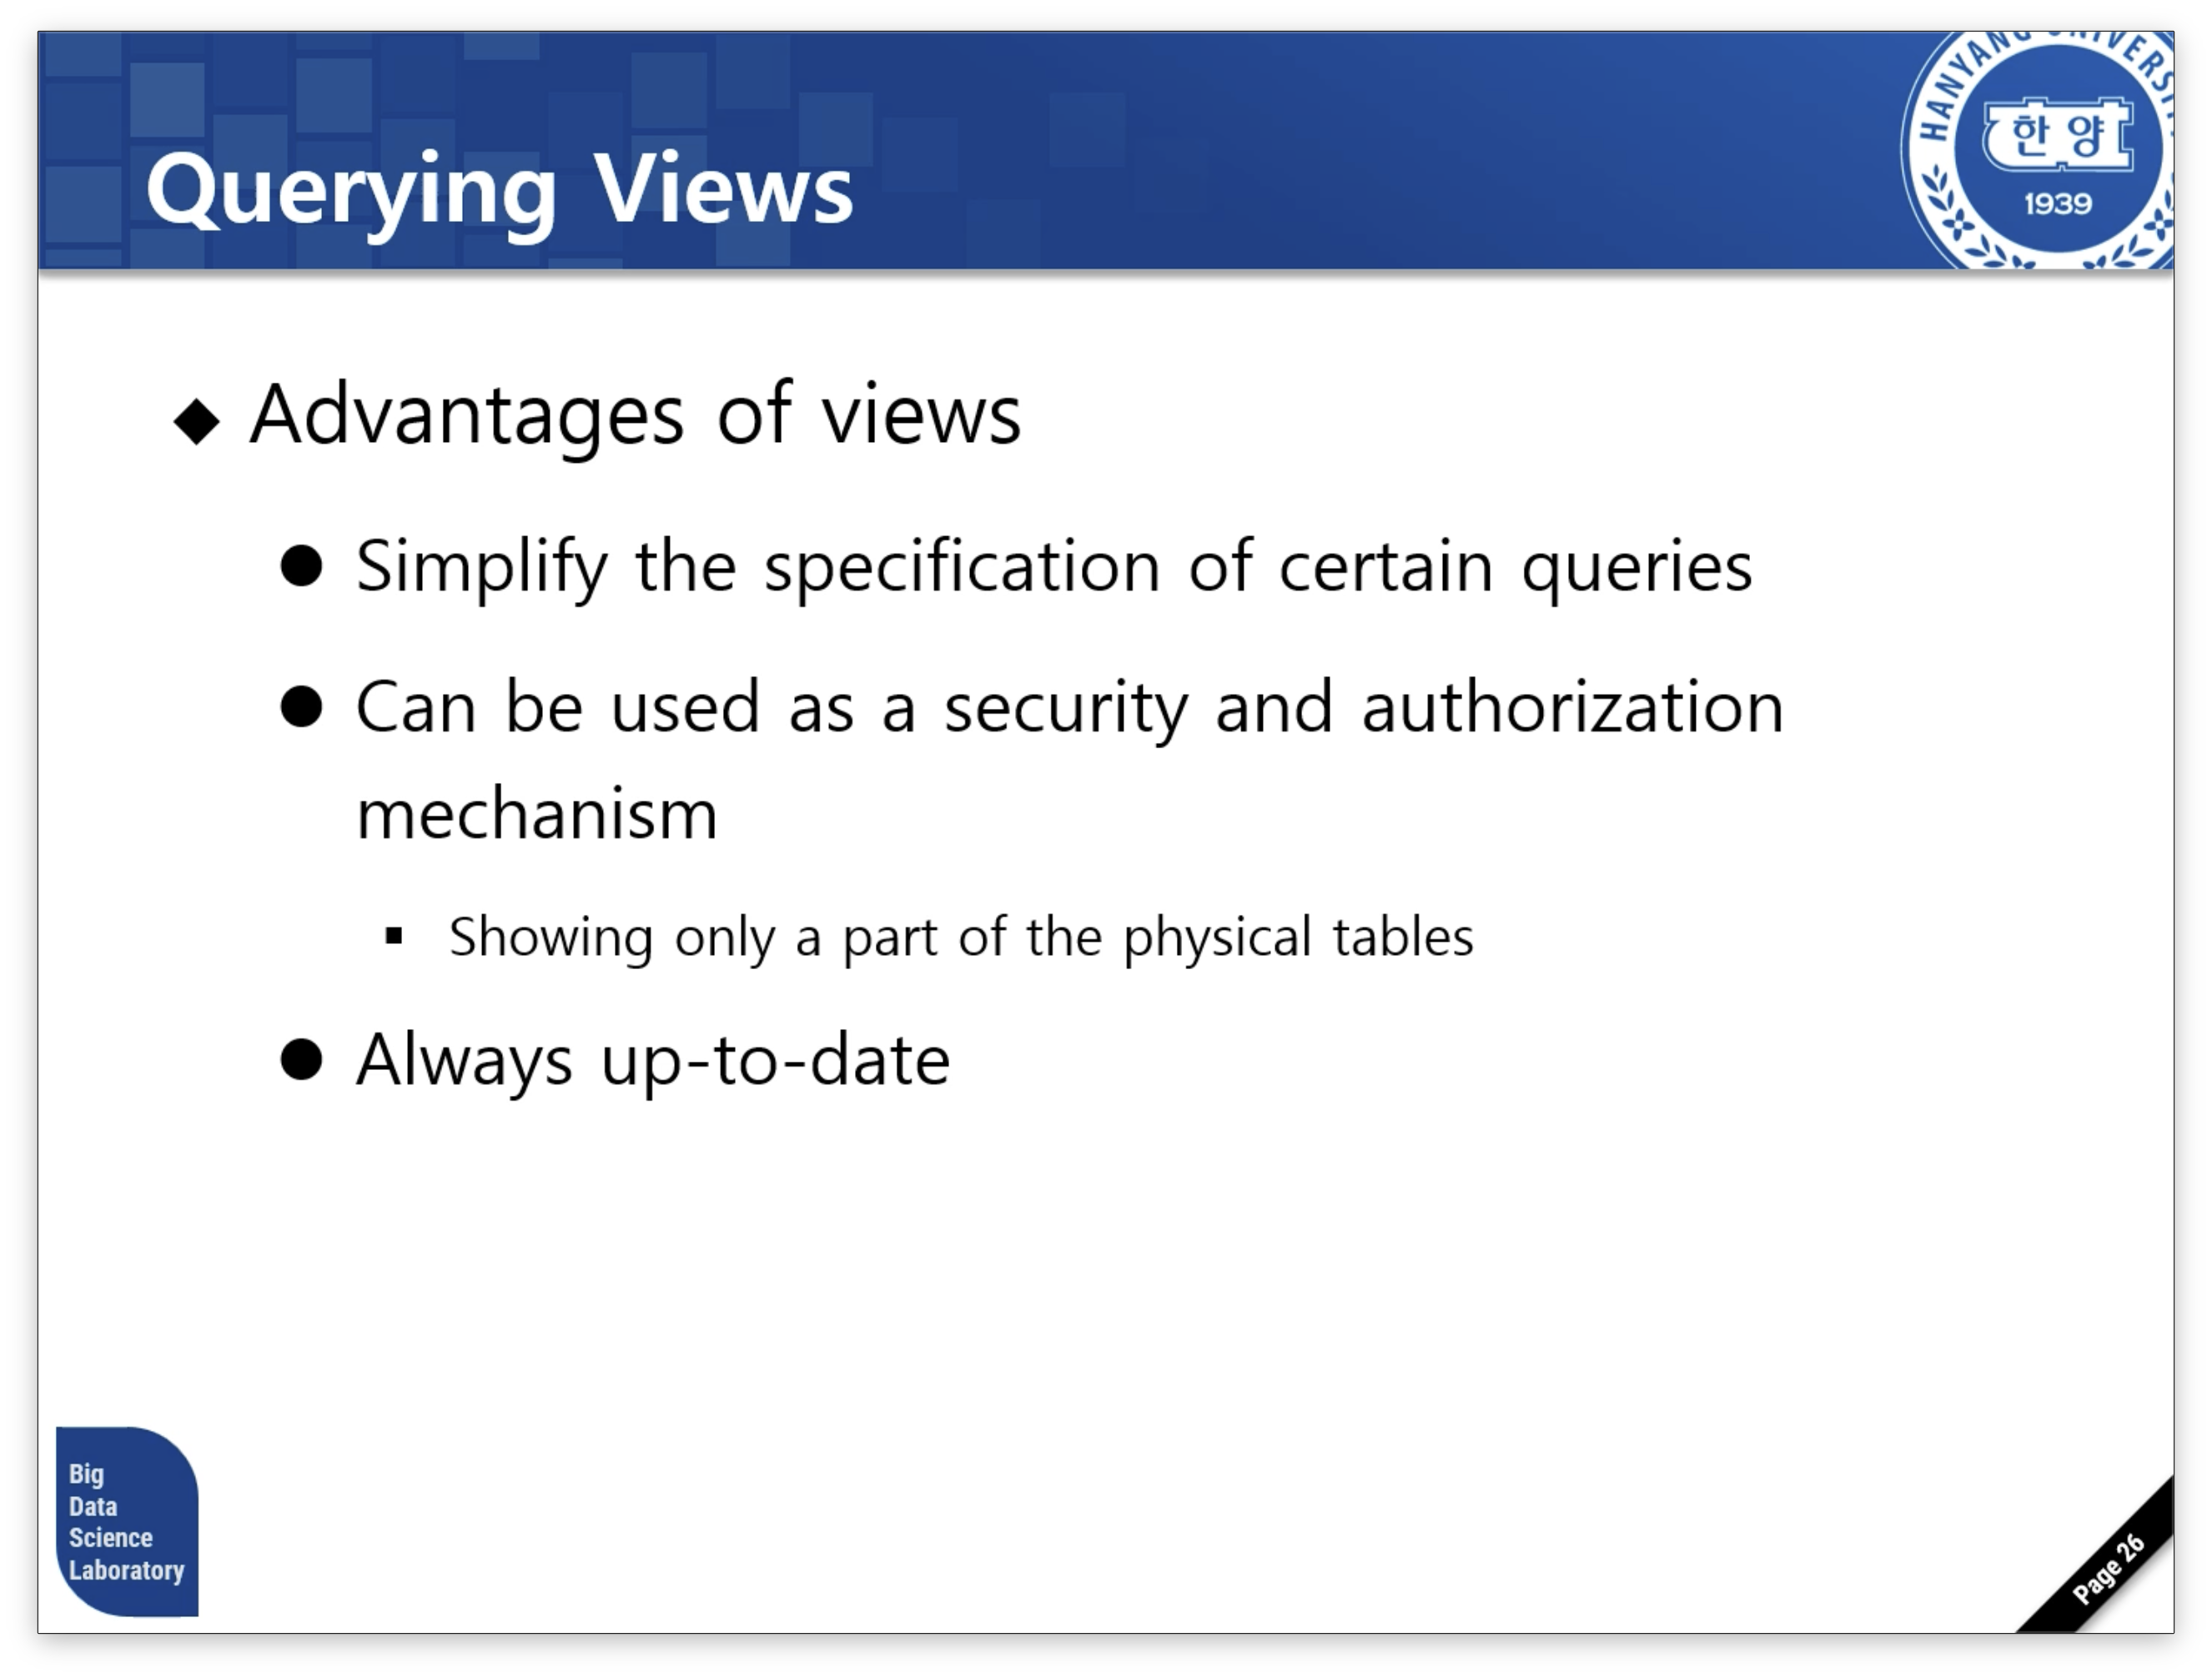 Querying Views
HANYANG UNIVERSI
한양
1939
◆ Advantages of views
● Simplify the specification of certain queries
● Can be used as a security and authorization
mechanism
▪ Showing only a part of the physical tables
● Always up-to-date
Big
Data
Science
Laboratory
Page 26